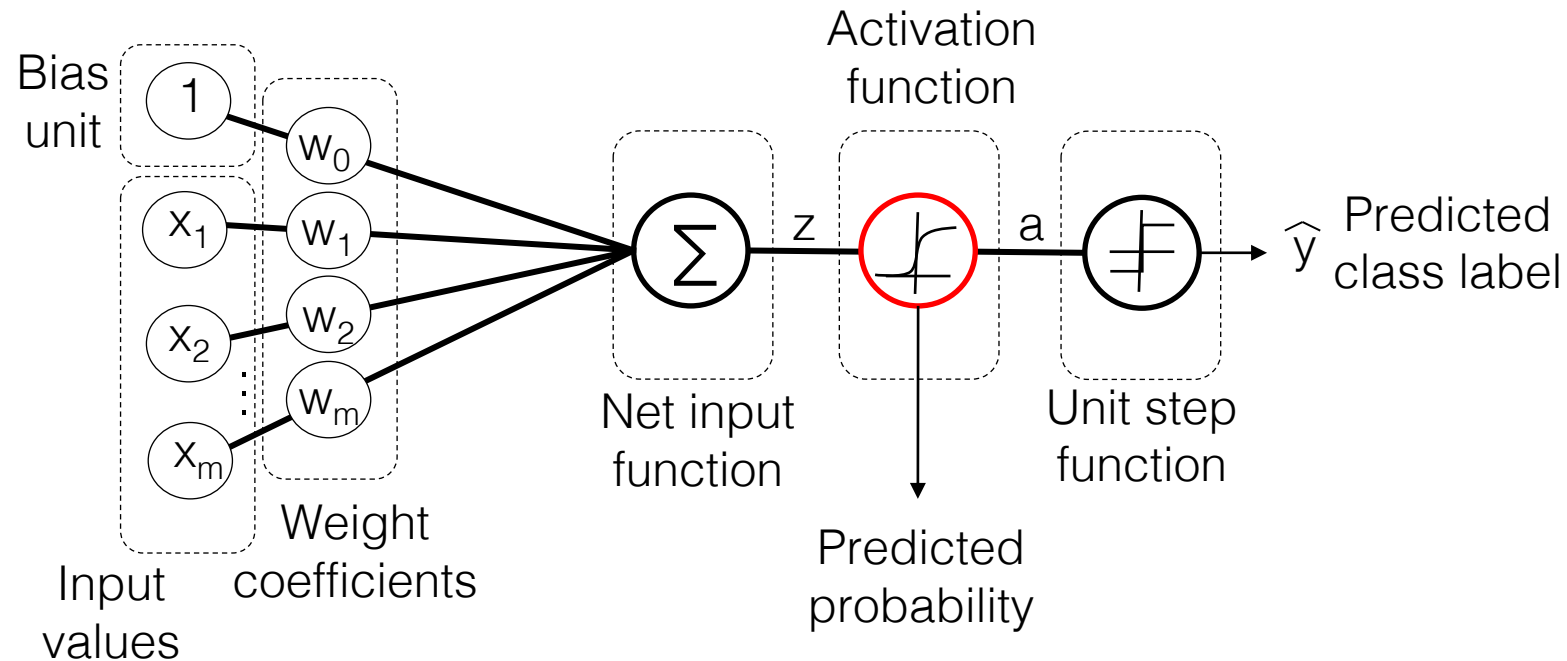 Bias
unit
1
w0
x1
w1
x2
w2
⋮
xm
wm
Input
values
Weight
coefficients
Σ
Net input
function
z
Activation
function
Predicted
probability
a
Unit step
function
ŷ
Predicted
class label